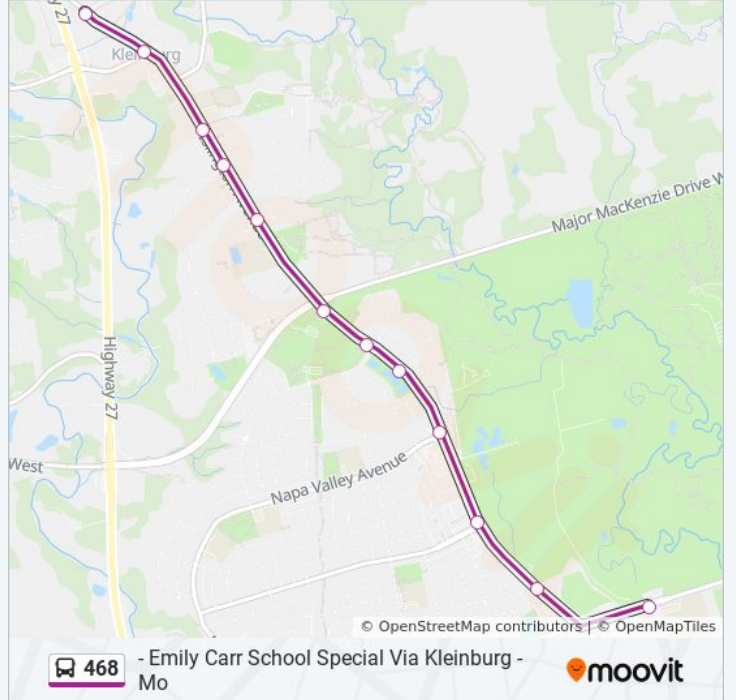 y 27
Kleinburg
Major MacKenzie Drive W
Highway 27
West
Napa Valley Avenue
© OpenStreetMap contributors | © OpenMapTiles
468
- Emily Carr School Special Via Kleinburg -
Mo
moovit